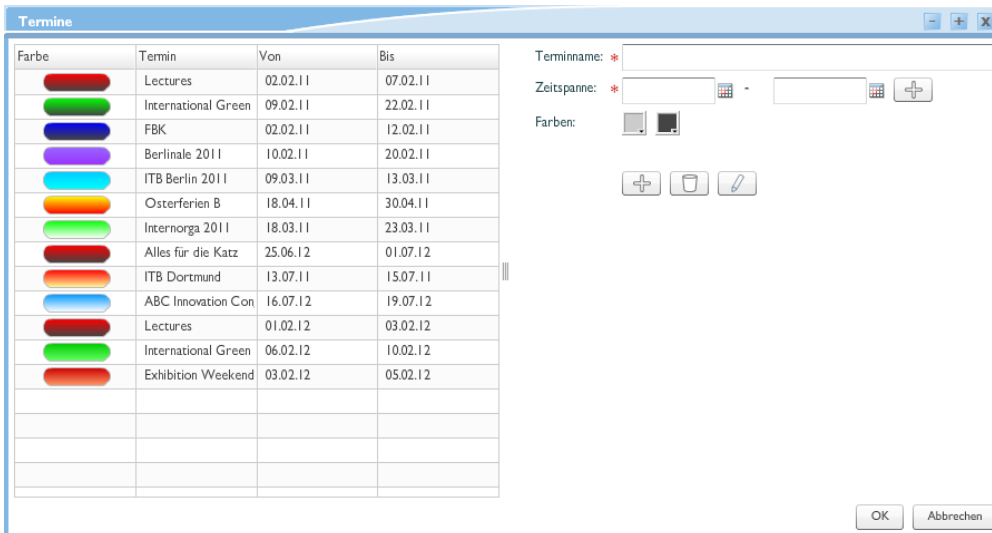 Termine
Farbe Termin Von Bis
Lectures 02.02.11 07.02.11
International Green 09.02.11 22.02.11
FBK 02.02.11 12.02.11
Berlinale 2011 10.02.11 20.02.11
ITB Berlin 2011 09.03.11 13.03.11
Osterferien B 18.04.11 30.04.11
Internorga 2011 18.03.11 23.03.11
Alles für die Katz 25.06.12 01.07.12
ITB Dortmund 13.07.11 15.07.11
ABC Innovation Con 16.07.12 19.07.12
Lectures 01.02.12 03.02.12
International Green 06.02.12 10.02.12
Exhibition Weekend 03.02.12 05.02.12
Terminname: *
Zeitspanne: * -
Farben:
OK Abbrechen